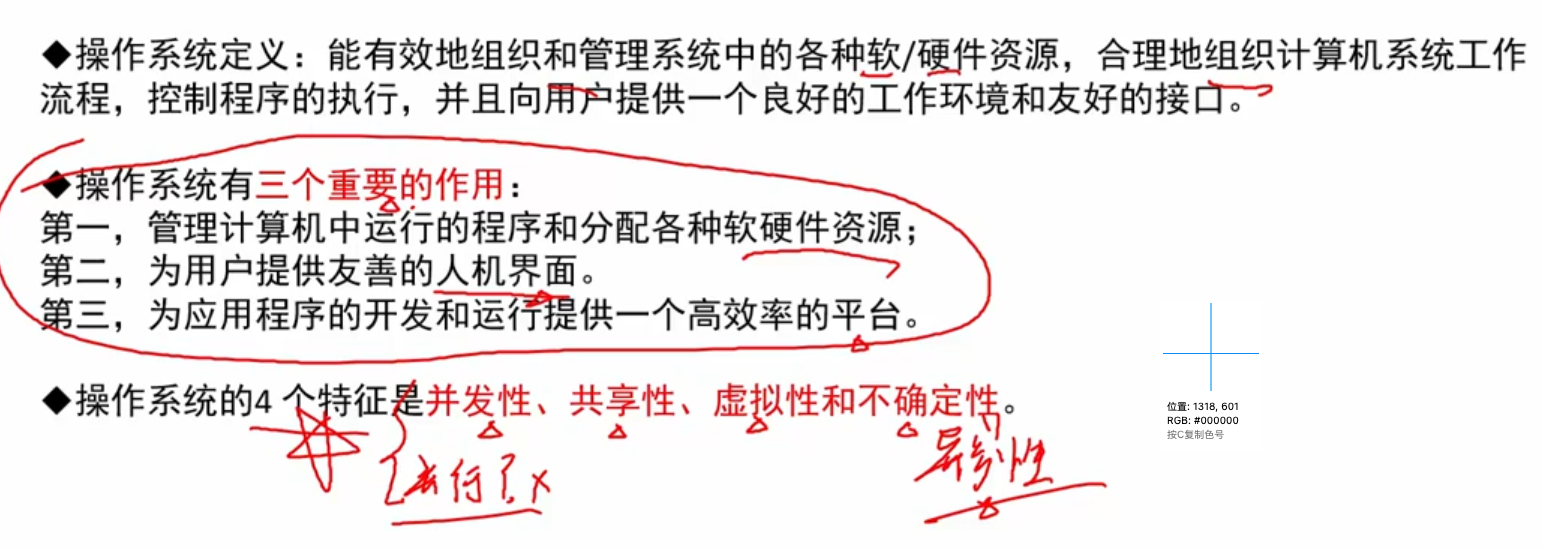 ◆操作系统定义：能有效地组织和管理系统中的各种软/硬件资源，合理地组织计算机系统工作
流程，控制程序的执行，并且向用户提供一个良好的工作环境和友好的接口。
◆操作系统有三个重要的作用：
第一，管理计算机中运行的程序和分配各种软硬件资源；
第二，为用户提供友善的人机界面。
第三，为应用程序的开发和运行提供一个高效率的平台。
◆操作系统的4 个特征是并发性、共享性、虚拟性和不确定性。
位置: 1318, 601
RGB: #000000
按C复制色号